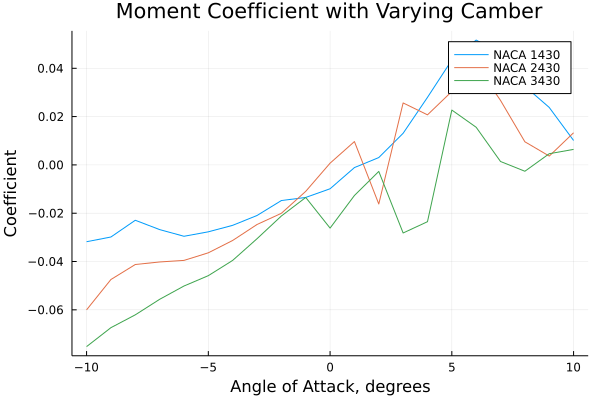 Moment Coefficient with Varying Camber
NACA 1430
NACA 2430
NACA 3430
0.04
0.02
0.00
−0.02
−0.04
−0.06
Coefficient
−10
−5
0
5
10
Angle of Attack, degrees